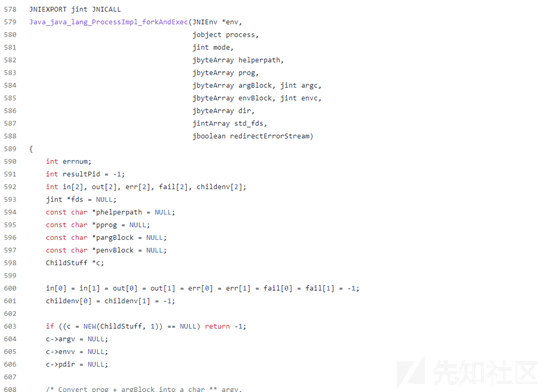 578 JNIEXPORT jint JNICALL
579 Java_java_lang_ProcessImpl_forkAndExec(JNIEnv *env,
580 jobject process,
581 jint mode,
582 jbyteArray helperpath,
583 jbyteArray prog,
584 jbyteArray argBlock, jint argc,
585 jbyteArray envBlock, jint envc,
586 jbyteArray dir,
587 jintArray std_fds,
588 jboolean redirectErrorStream)
589 {
590 int errnum;
591 int resultPid = -1;
592 int in[2], out[2], err[2], fail[2], childenv[2];
593 jint *fds = NULL;
594 const char *phelperpath = NULL;
595 const char *pprog = NULL;
596 const char *pargBlock = NULL;
597 const char *penvBlock = NULL;
598 ChildStuff *c;
599
600 in[0] = in[1] = out[0] = out[1] = err[0] = err[1] = fail[0] = fail[1] = -1;
601 childenv[0] = childenv[1] = -1;
602
603 if ((c = NEW(ChildStuff, 1)) == NULL) return -1;
604 c->argv = NULL;
605 c->envv = NULL;
606 c->pdir = NULL;
607
608 /* Convert prog + argBlock into a char ** argv.
先知社区